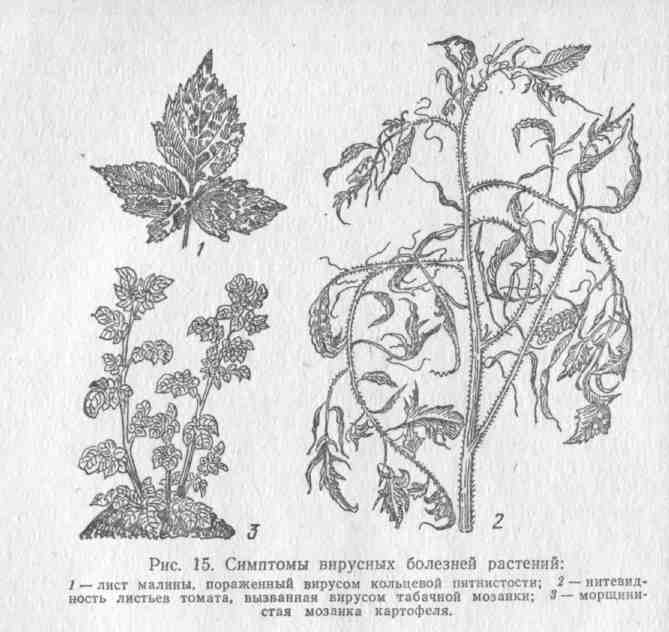 1
3
2
Рис. 15. Симптомы вирусных болезней растений:
1 — лист малины, пораженный вирусом кольцевой пятнистости; 2 — нитевид-
ность листьев томата, вызванная вирусом табачной мозаики; 3 — морщини-
стая мозаика картофеля.